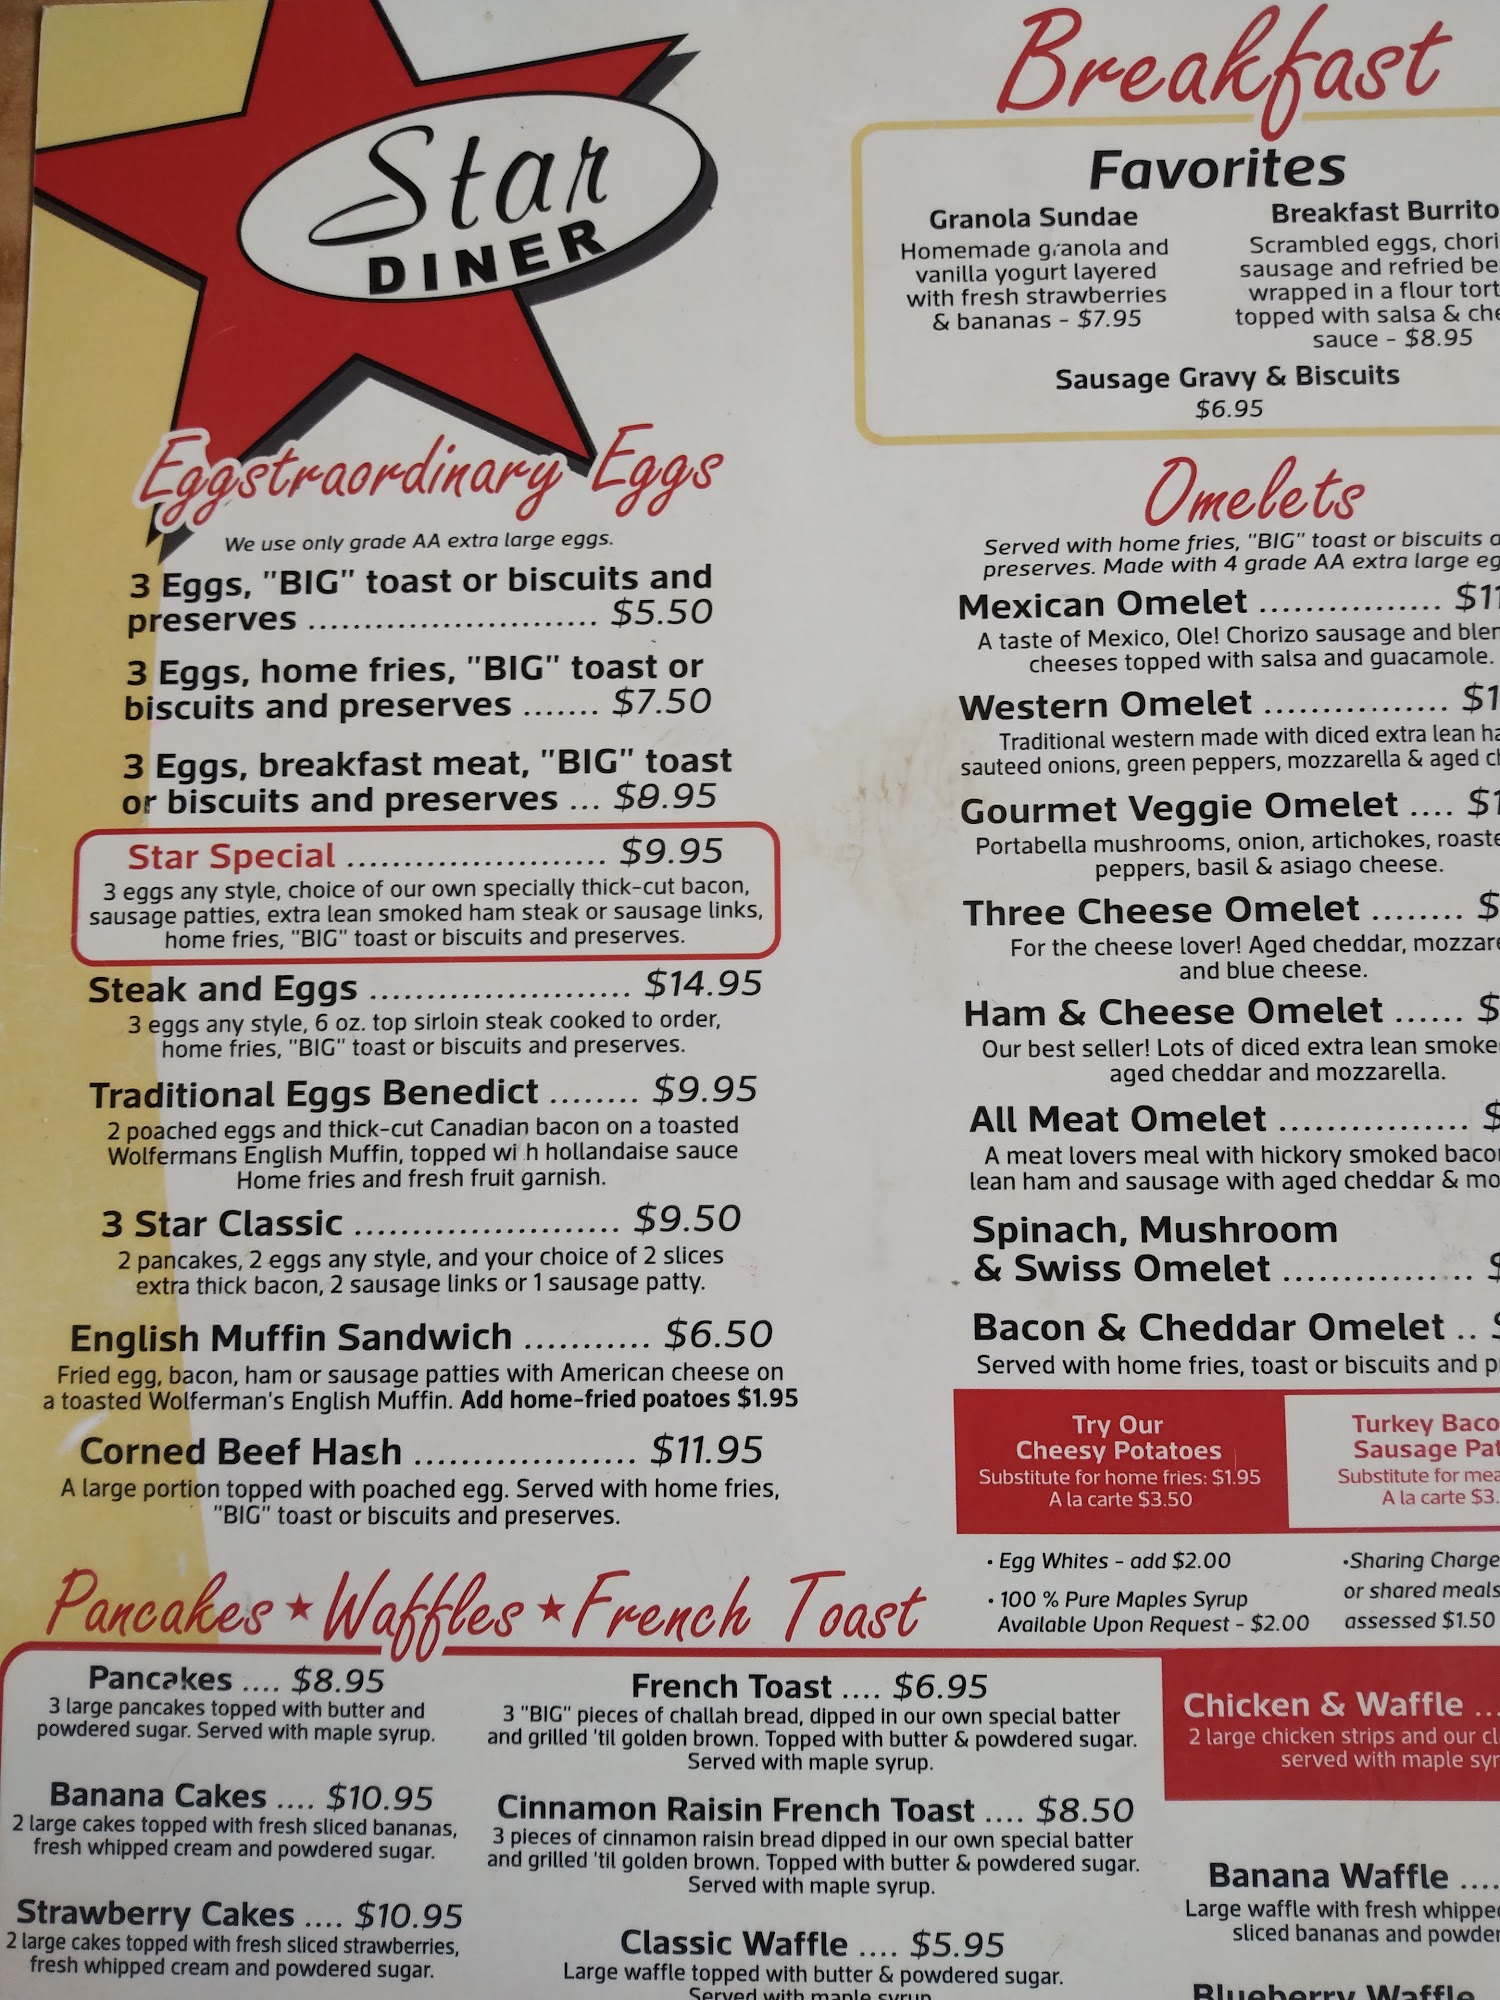 Star
DINER
Eggstraordinary Eggs
We use only grade AA extra large eggs.
3 Eggs, "BIG" toast or biscuits and
preserves .......................... $5.50
3 Eggs, home fries, "BIG" toast or
biscuits and preserves ....... $7.50
3 Eggs, breakfast meat, "BIG" toast
or biscuits and preserves ... $9.95
Star Special ....................... $9.95
3 eggs any style, choice of our own specially thick-cut bacon,
sausage patties, extra lean smoked ham steak or sausage links,
home fries, "BIG" toast or biscuits and preserves.
Steak and Eggs ....................... $14.95
3 eggs any style, 6 oz. top sirloin steak cooked to order,
home fries, "BIG" toast or biscuits and preserves.
Traditional Eggs Benedict ........ $9.95
2 poached eggs and thick-cut Canadian bacon on a toasted
Wolfermans English Muffin, topped wi h hollandaise sauce
Home fries and fresh fruit garnish.
3 Star Classic ........................ $9.50
2 pancakes, 2 eggs any style, and your choice of 2 slices
extra thick bacon, 2 sausage links or 1 sausage patty.
English Muffin Sandwich ........... $6.50
Fried egg, bacon, ham or sausage patties with American cheese on
a toasted Wolferman's English Muffin. Add home-fried poatoes $1.95
Corned Beef Hash ...................... $11.95
A large portion topped with poached egg. Served with home fries,
"BIG" toast or biscuits and preserves.
Breakfast
Favorites
Granola Sundae
Homemade granola and
vanilla yogurt layered
with fresh strawberries
& bananas - $7.95
Breakfast Burrito
Scrambled eggs, chori
sausage and refried be
wrapped in a flour tort
topped with salsa & che
sauce - $8.95
Sausage Gravy & Biscuits
$6.95
Omelets
Served with home fries, "BIG" toast or biscuits a
preserves. Made with 4 grade AA extra large eg
Mexican Omelet ................ $11
A taste of Mexico, Ole! Chorizo sausage and blen
cheeses topped with salsa and guacamole.
Western Omelet ................ $1
Traditional western made with diced extra lean ha
sauteed onions, green peppers, mozzarella & aged ch
Gourmet Veggie Omelet .... $1
Portabella mushrooms, onion, artichokes, roaste
peppers, basil & asiago cheese.
Three Cheese Omelet ........ $
For the cheese lover! Aged cheddar, mozzare
and blue cheese.
Ham & Cheese Omelet ...... $
Our best seller! Lots of diced extra lean smoke
aged cheddar and mozzarella.
All Meat Omelet ................. $
A meat lovers meal with hickory smoked baco
lean ham and sausage with aged cheddar & mo
Spinach, Mushroom
& Swiss Omelet ................. $
Bacon & Cheddar Omelet .. $
Served with home fries, toast or biscuits and p
Try Our
Cheesy Potatoes
Substitute for home fries: $1.95
A la carte $3.50
Turkey Baco
Sausage Pat
Substitute for mea
A la carte $3.
• Egg Whites - add $2.00
• 100 % Pure Maples Syrup
Available Upon Request - $2.00
•Sharing Charge
or shared meals
assessed $1.50
Pancakes ★ Waffles ★ French Toast
Pancakes .... $8.95
3 large pancakes topped with butter and
powdered sugar. Served with maple syrup.
Banana Cakes .... $10.95
2 large cakes topped with fresh sliced bananas,
fresh whipped cream and powdered sugar.
Strawberry Cakes .... $10.95
2 large cakes topped with fresh sliced strawberries,
fresh whipped cream and powdered sugar.
French Toast .... $6.95
3 "BIG" pieces of challah bread, dipped in our own special batter
and grilled 'til golden brown. Topped with butter & powdered sugar.
Served with maple syrup.
Cinnamon Raisin French Toast .... $8.50
3 pieces of cinnamon raisin bread dipped in our own special batter
and grilled 'til golden brown. Topped with butter & powdered sugar.
Served with maple syrup.
Classic Waffle .... $5.95
Large waffle topped with butter & powdered sugar.
Served with maple syrup
Chicken & Waffle ...
2 large chicken strips and our cl
served with maple syr
Banana Waffle ....
Large waffle with fresh whipped
sliced bananas and powder
Blueberry Waffle